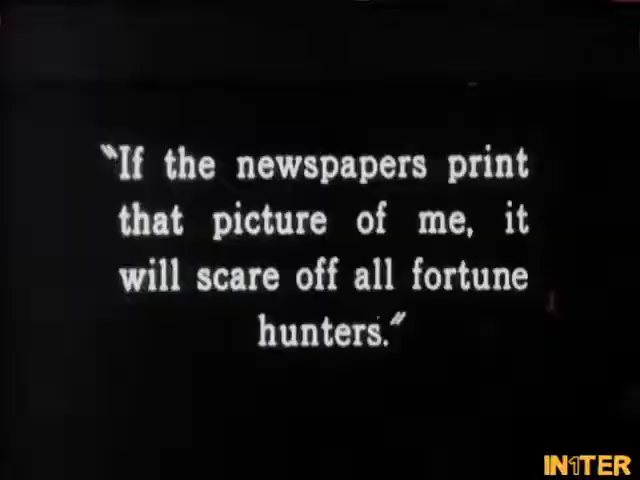 "If the newspapers print
that picture of me, it
will scare off all fortune
hunters."
IN1TER